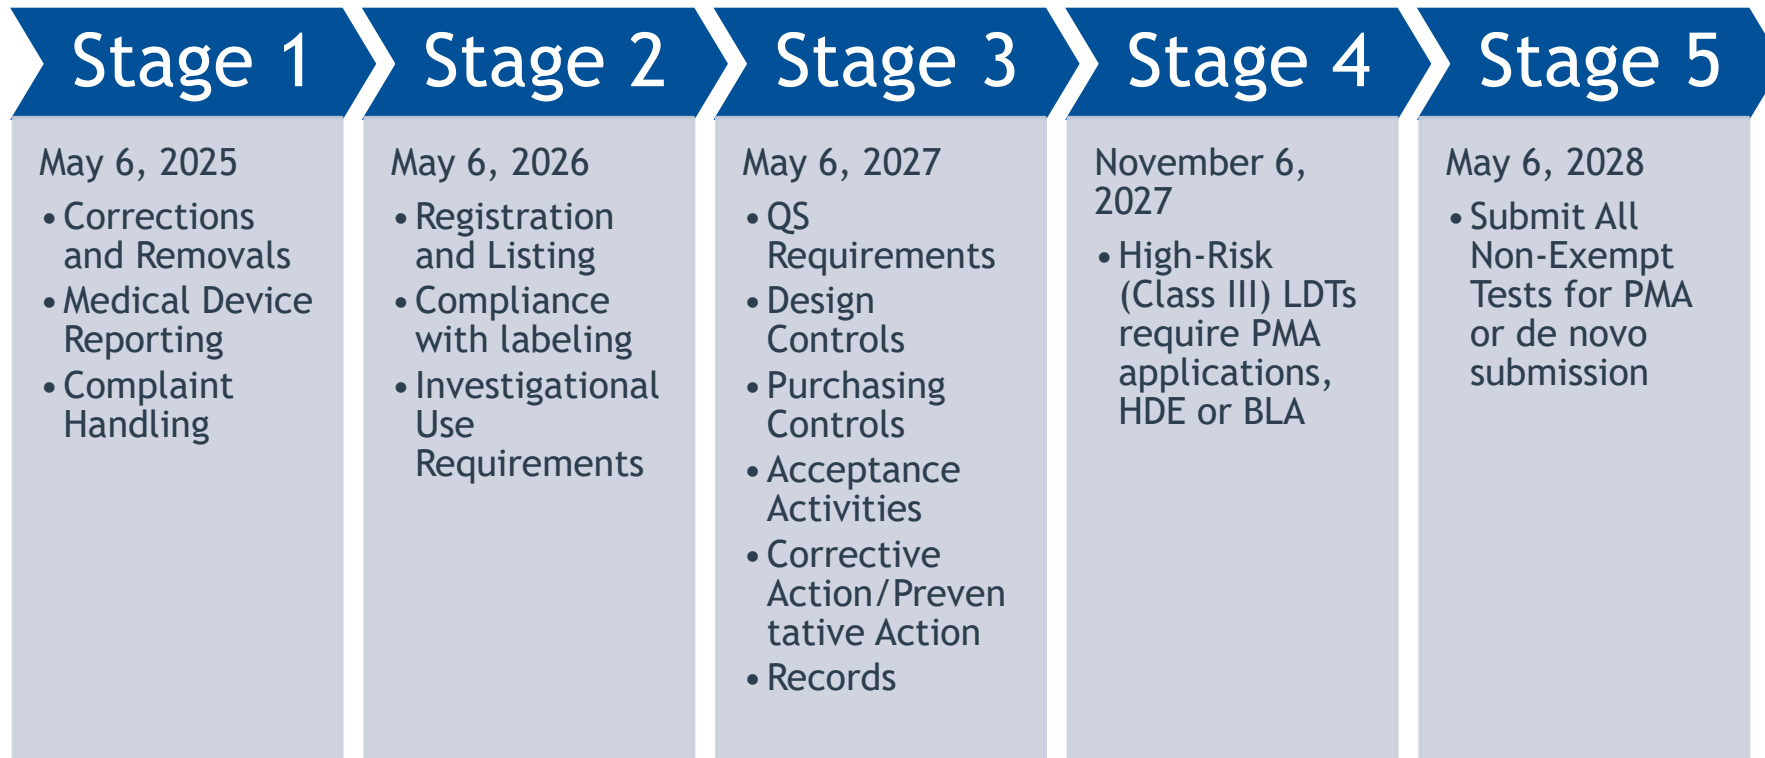 Stage 1
May 6, 2025
• Corrections
and Removals
• Medical Device
Reporting
• Complaint
Handling
Stage 2
May 6, 2026
• Registration
and Listing
• Compliance
with labeling
• Investigational
Use
Requirements
Stage 3
May 6, 2027
• QS
Requirements
• Design
Controls
• Purchasing
Controls
• Acceptance
Activities
• Corrective
Action/Preven
tative Action
• Records
Stage 4
November 6,
2027
• High-Risk
(Class III) LDTs
require PMA
applications,
HDE or BLA
Stage 5
May 6, 2028
• Submit All
Non-Exempt
Tests for PMA
or de novo
submission